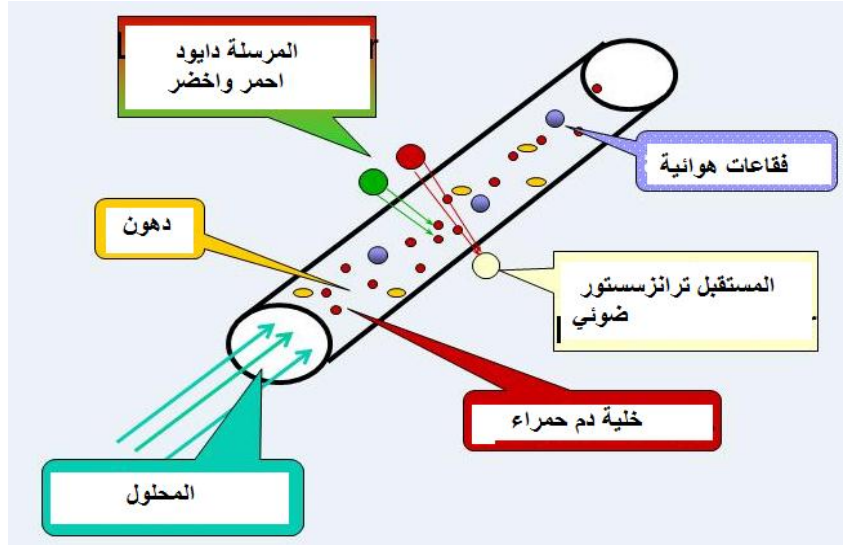 المرسلة دايود
احمر واخضر
فقاعات هوائية
دهون
المستقبل ترانزسستور
ضوئي
خلية دم حمراء
المحلول